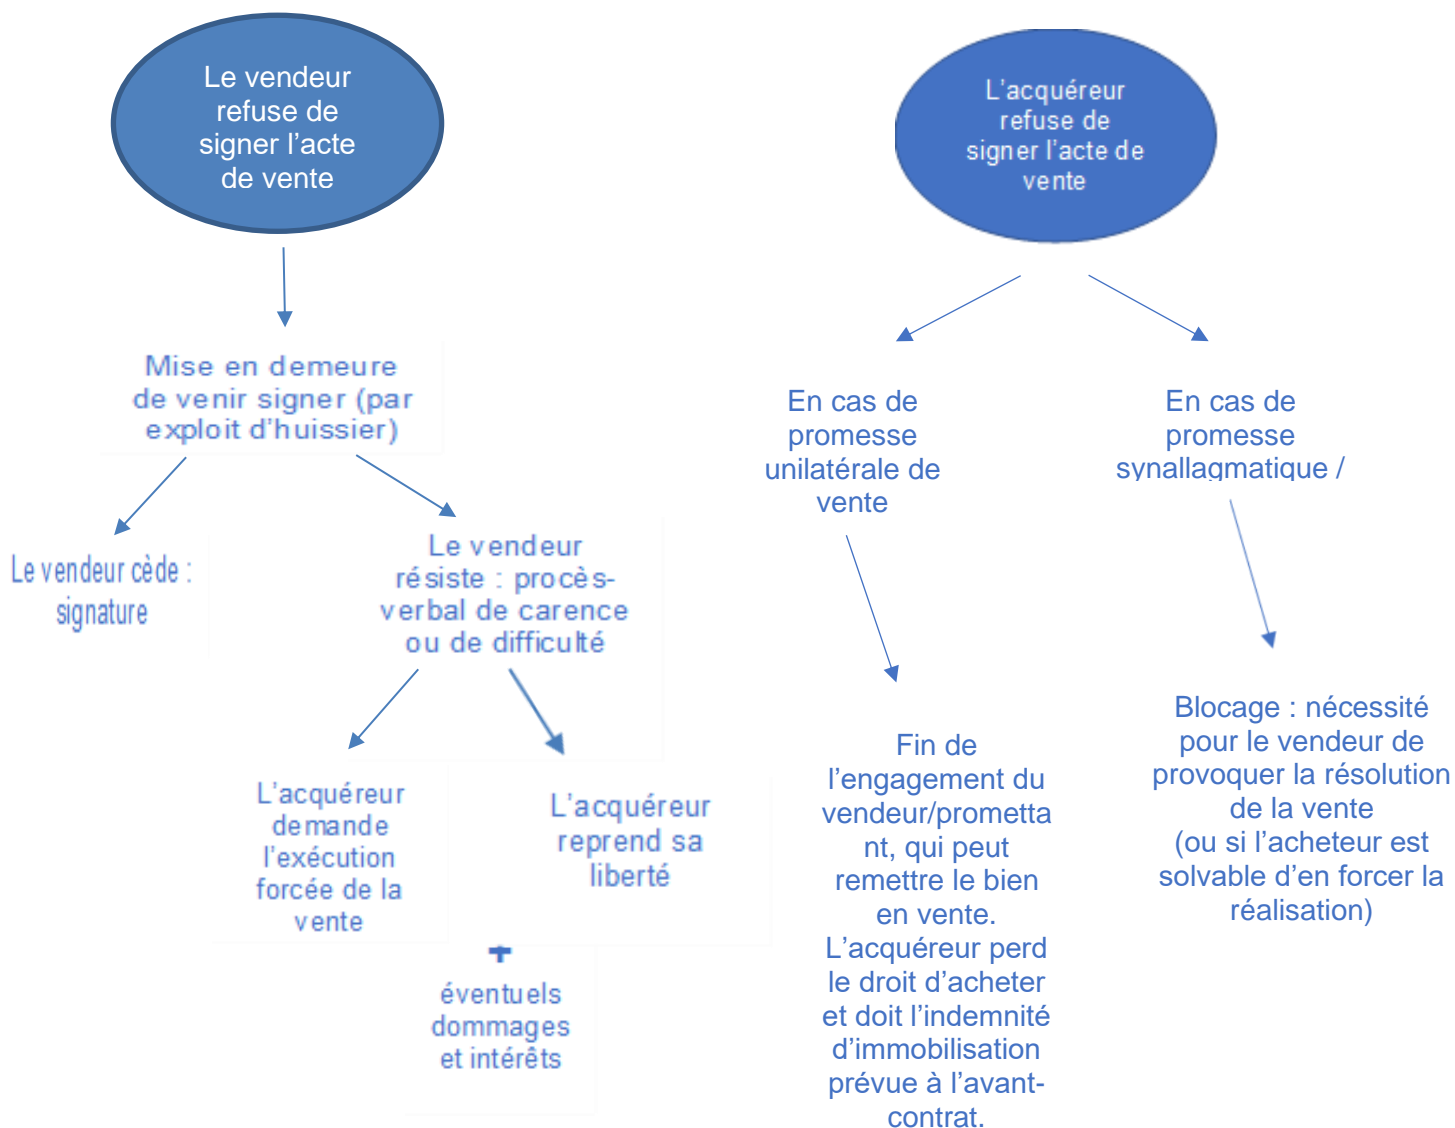 Le vendeur
refuse de
signer l'acte
de vente
Mise en demeure
de venir signer (par
exploit d'huissier)
Le vendeur cède :
signature
Le vendeur
résiste : procès-
verbal de carence
ou de difficulté
L'acquéreur
demande
l'exécution
forcée de la
vente
L'acquéreur
reprend sa
liberté
+
éventuels
dommages
et intérêts
L'acquéreur
refuse de
signer l'acte de
vente
En cas de
promesse
unilatérale de
vente
Fin de
l'engagement du
vendeur/prometta
nt, qui peut
remettre le bien
en vente.
L'acquéreur perd
le droit d'acheter
et doit l'indemnité
d'immobilisation
prévue à l'avant-
contrat.
En cas de
promesse
synallagmatique /
Blocage : nécessité
pour le vendeur de
provoquer la résolution
de la vente
(ou si l'acheteur est
solvable d'en forcer la
réalisation)